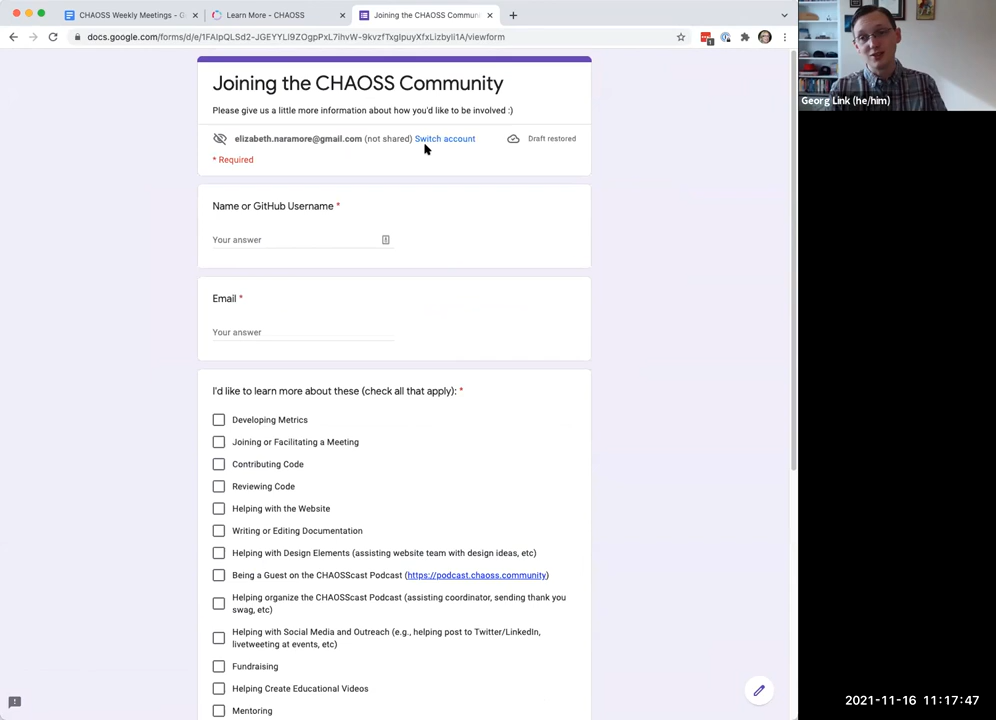 CHAOSS Weekly Meetings - G
Learn More - CHAOSS
Joining the CHAOSS Commun
docs.google.com/forms/d/e/1FAIpQLSd2-JGEYYLI9ZOgpPxL7ihvW-9kvzfTxgIpuyXfxLizbyIi1A/viewform
Georg Link (he/him)
Joining the CHAOSS Community
Please give us a little more information about how you'd like to be involved :)
elizabeth.naramore@gmail.com (not shared) Switch account
Draft restored
* Required
Name or GitHub Username *
Your answer
Email *
Your answer
I'd like to learn more about these (check all that apply): *
Developing Metrics
Joining or Facilitating a Meeting
Contributing Code
Reviewing Code
Helping with the Website
Writing or Editing Documentation
Helping with Design Elements (assisting website team with design ideas, etc)
Being a Guest on the CHAOSScast Podcast (https://podcast.chaoss.community)
Helping organize the CHAOSScast Podcast (assisting coordinator, sending thank you
swag, etc)
Helping with Social Media and Outreach (e.g., helping post to Twitter/LinkedIn,
livetweeting at events, etc)
Fundraising
Helping Create Educational Videos
Mentoring
2021-11-16 11:17:47